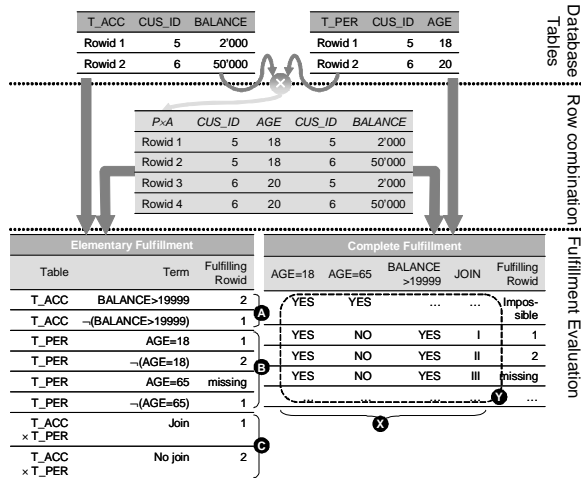 T_ACC CUS_ID BALANCE
Rowid 1 5 2'000
Rowid 2 6 50'000
T_PER CUS_ID AGE
Rowid 1 5 18
Rowid 2 6 20
Database
Tables
×
P×A CUS_ID AGE CUS_ID BALANCE
Rowid 1 5 18 5 2'000
Rowid 2 5 18 6 50'000
Rowid 3 6 20 5 2'000
Rowid 4 6 20 6 50'000
Row combination
Elementary Fulfillment
Table Term Fulfilling
Rowid
T_ACC BALANCE>19999 2
T_ACC ¬(BALANCE>19999) 1
T_PER AGE=18 1
T_PER ¬(AGE=18) 2
T_PER AGE=65 missing
T_PER ¬(AGE=65) 1
T_ACC Join 1
× T_PER
T_ACC No join 2
× T_PER
A
B
C
Complete Fulfillment
AGE=18 AGE=65 BALANCE
>19999 JOIN Fulfilling
Rowid
YES YES ... ... Impos-
sible
YES NO YES I 1
YES NO YES II 2
YES NO YES III missing
... ... ... ... ...
Y
X
Fulfillment Evaluation